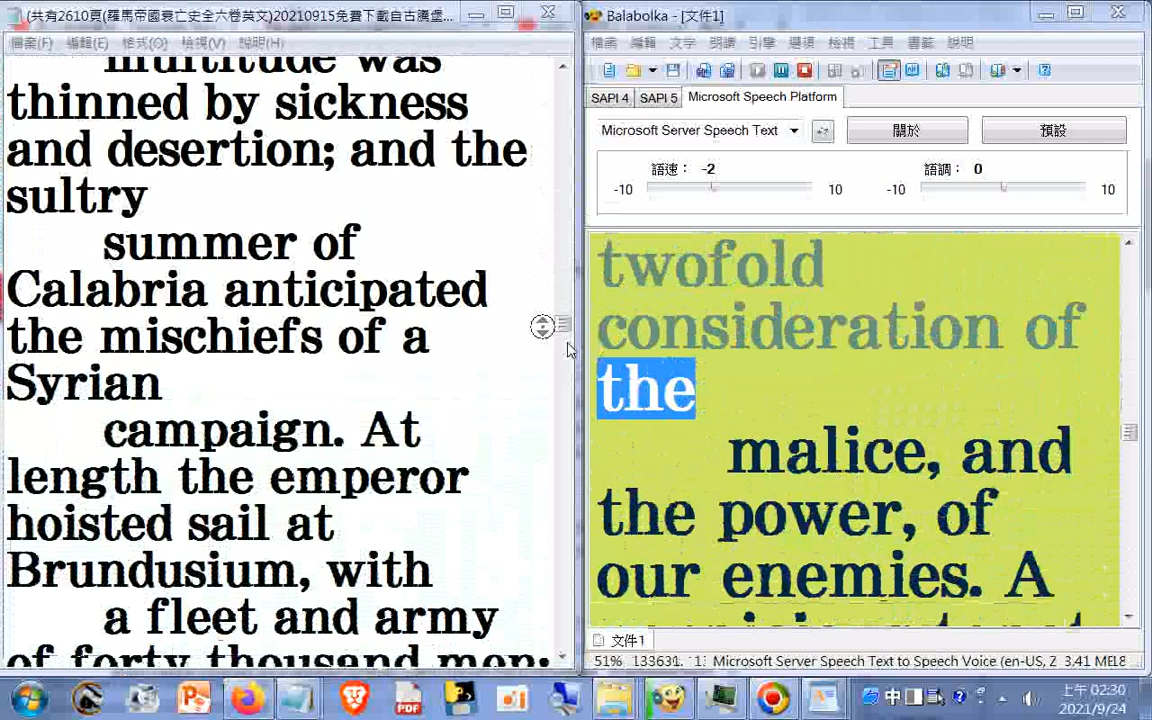 (共有2610頁(羅馬帝國衰亡史全六卷英文)20210915免費下載自古騰堡...
檔案(F) 編輯(E) 格式(O) 檢視(V) 說明(H)
multitude was
thinned by sickness
and desertion; and the
sultry
summer of
Calabria anticipated
the mischiefs of a
Syrian
campaign. At
length the emperor
hoisted sail at
Brundusium, with
a fleet and army
of forty thousand men:
Balabolka - [文件1]
檔案 編輯 文字 朗讀 引擎 選項 檢視 工具 書籤 說明
SAPI 4 SAPI 5 Microsoft Speech Platform
Microsoft Server Speech Text 關於 預設
語速： -2 語調： 0
-10 10 -10 10
twofold
consideration of
the
malice, and
the power, of
our enemies. A
文件1
51% Microsoft Server Speech Text to Speech Voice (en-US, Z
PDF 中 上午 02:30
2021/9/24